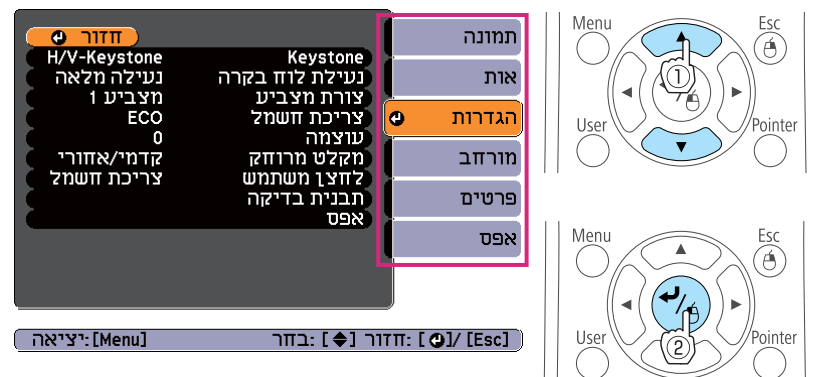 תמונה
אות
הגדרות
מורחב
פרטים
אפס
חזור
Keystone H/V-Keystone
נעילת לוח בקרה נעילה מלאה
צורת מצביע מצביע 1
צריכת חשמל ECO
עוצמה 0
מקלט מרוחק קדמי/אחורי
לחצן משתמש צריכת חשמל
תבנית בדיקה
אפס
[Esc] /[ ]: חזור [ ]: בחר [Menu]: יציאה
Menu Esc
1
User Pointer
Menu Esc
2
User Pointer